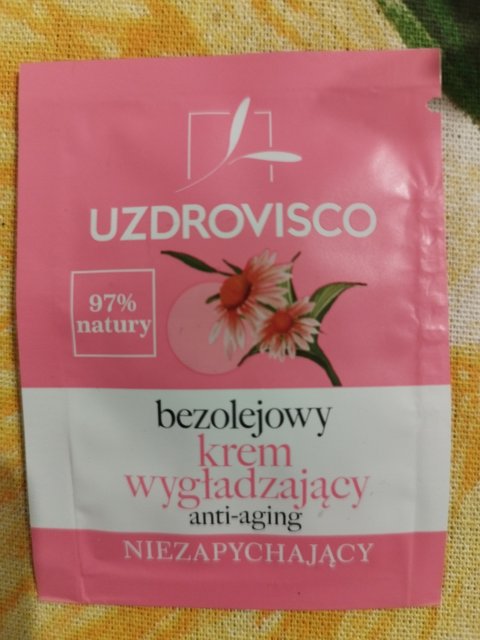 UZDROVISCO
97%
natury
bezolejowy
krem
wygładzający
anti-aging
NIEZAPYCHAJĄCY